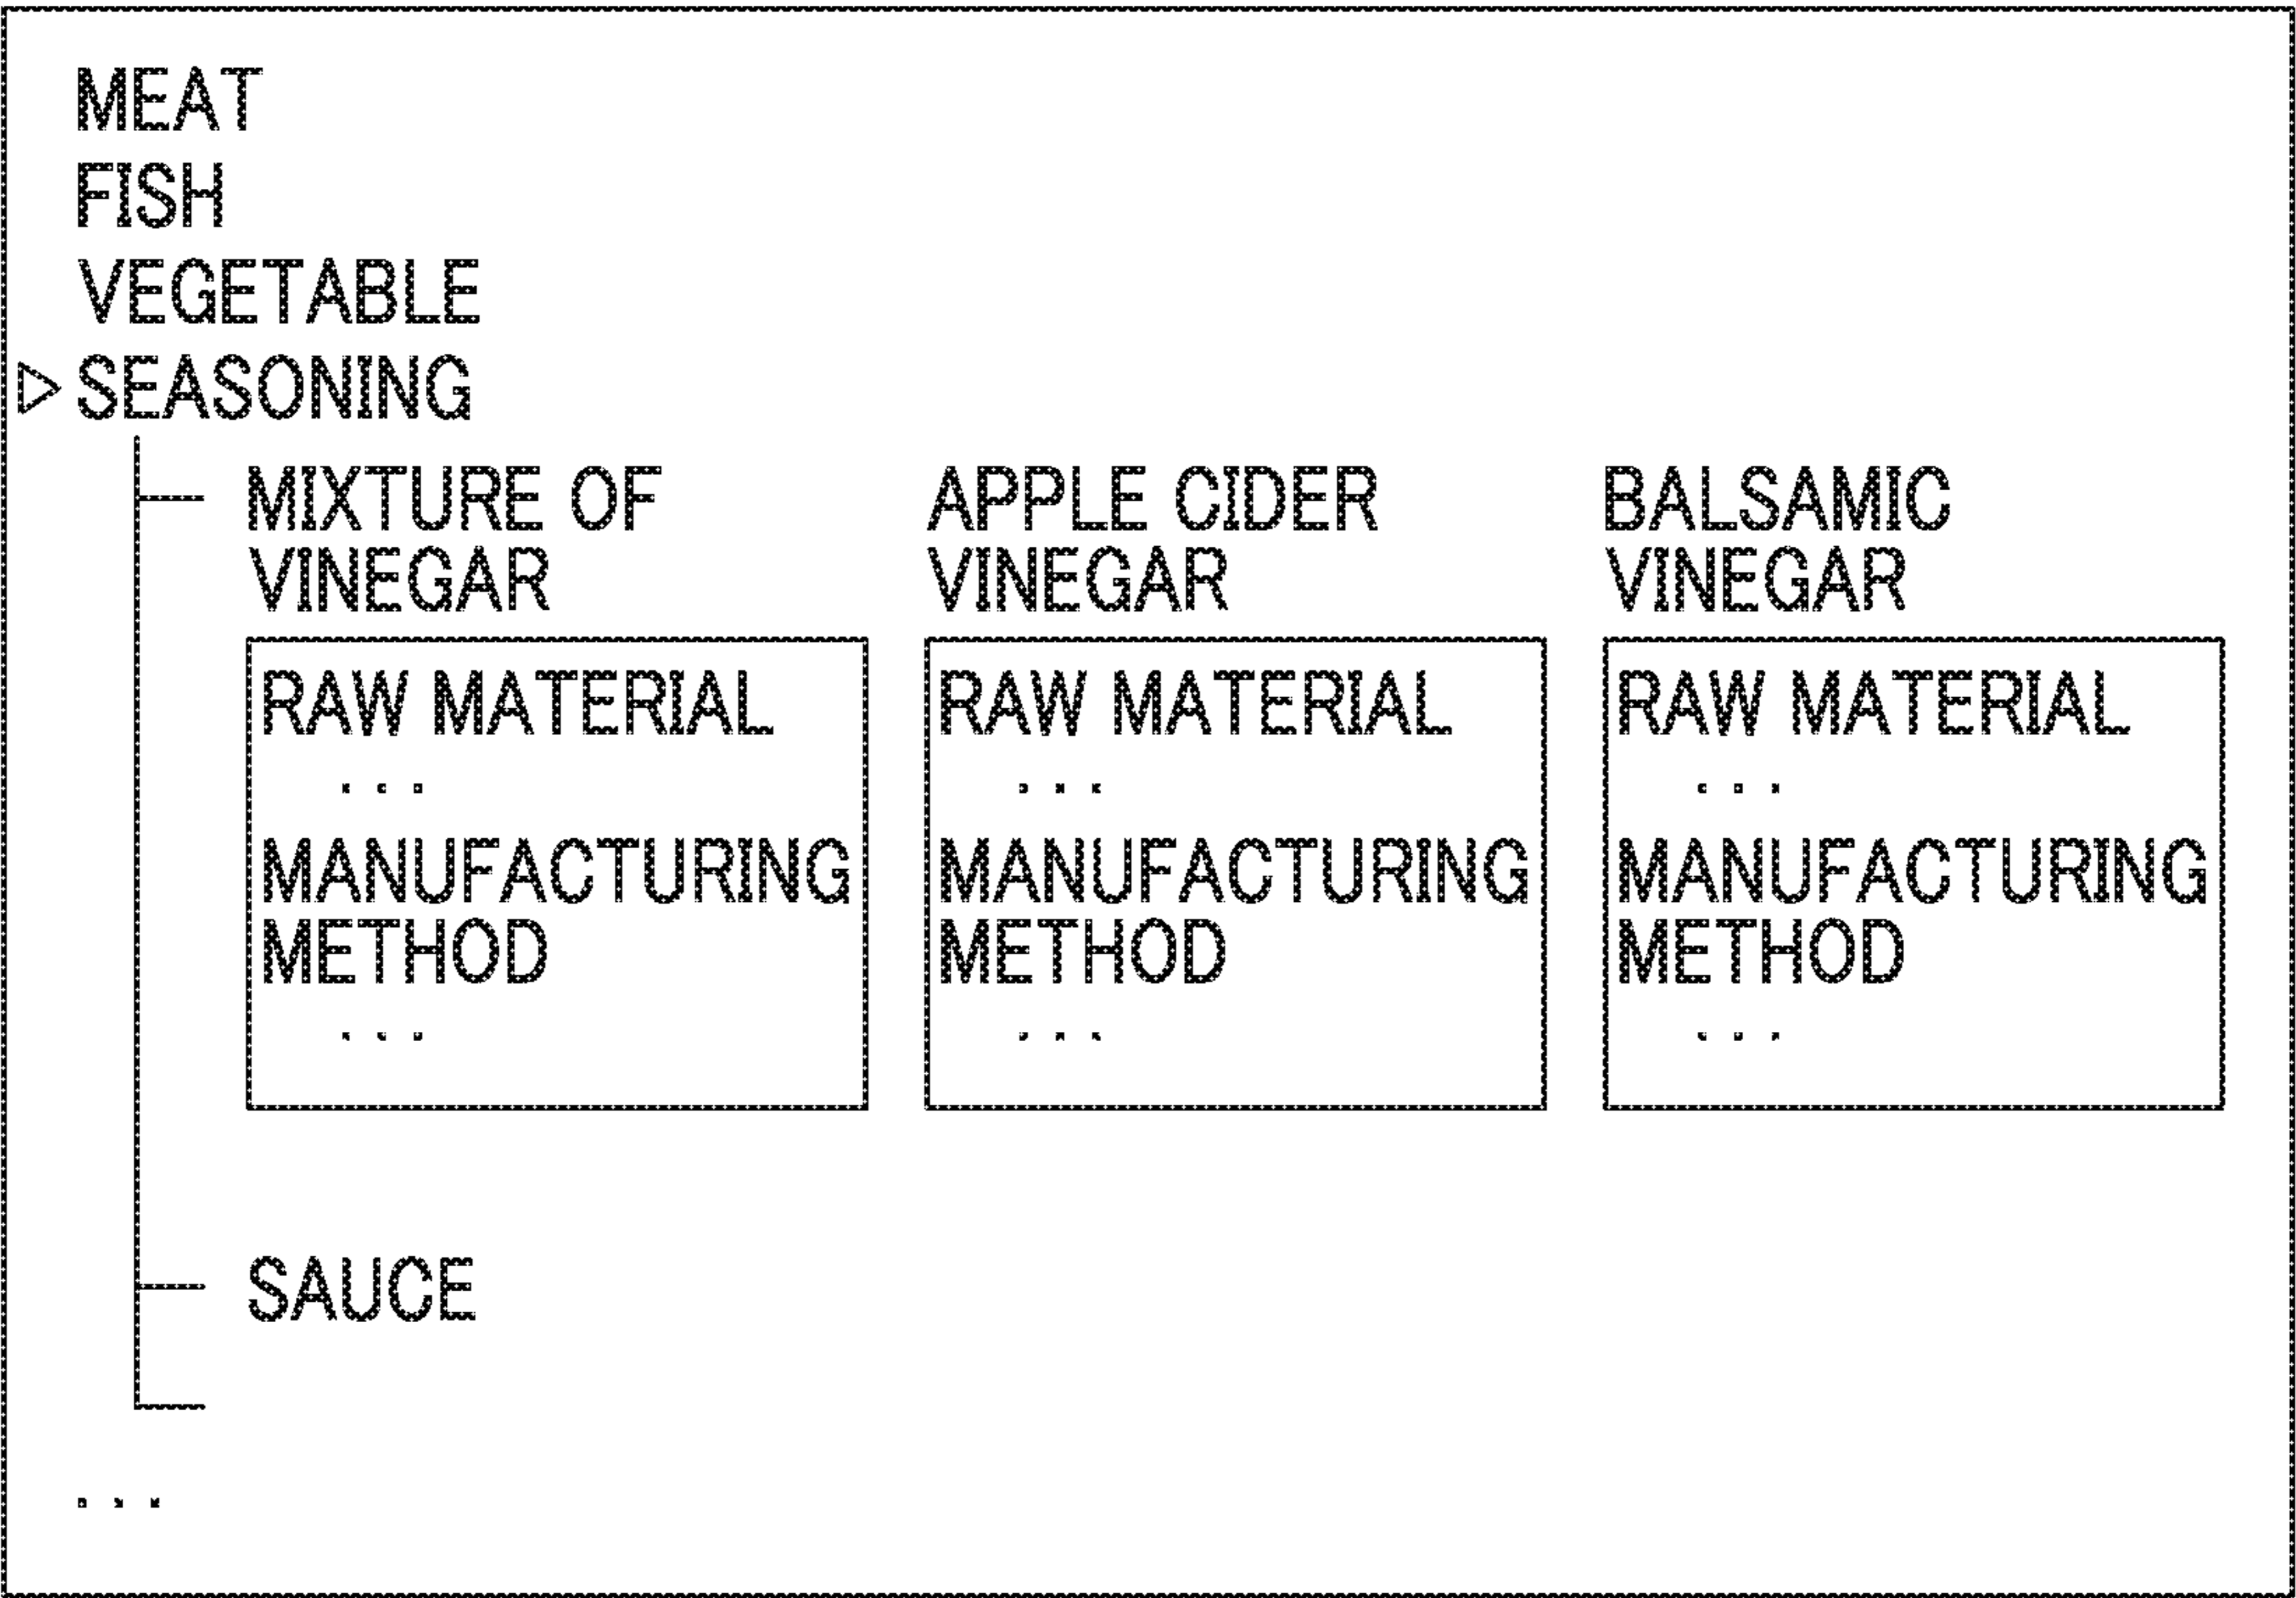 MEAT
FISH
VEGETABLE
▷ SEASONING
MIXTURE OF
VINEGAR
RAW MATERIAL
...
MANUFACTURING
METHOD
...
APPLE CIDER
VINEGAR
RAW MATERIAL
...
MANUFACTURING
METHOD
...
BALSAMIC
VINEGAR
RAW MATERIAL
...
MANUFACTURING
METHOD
...
SAUCE
...